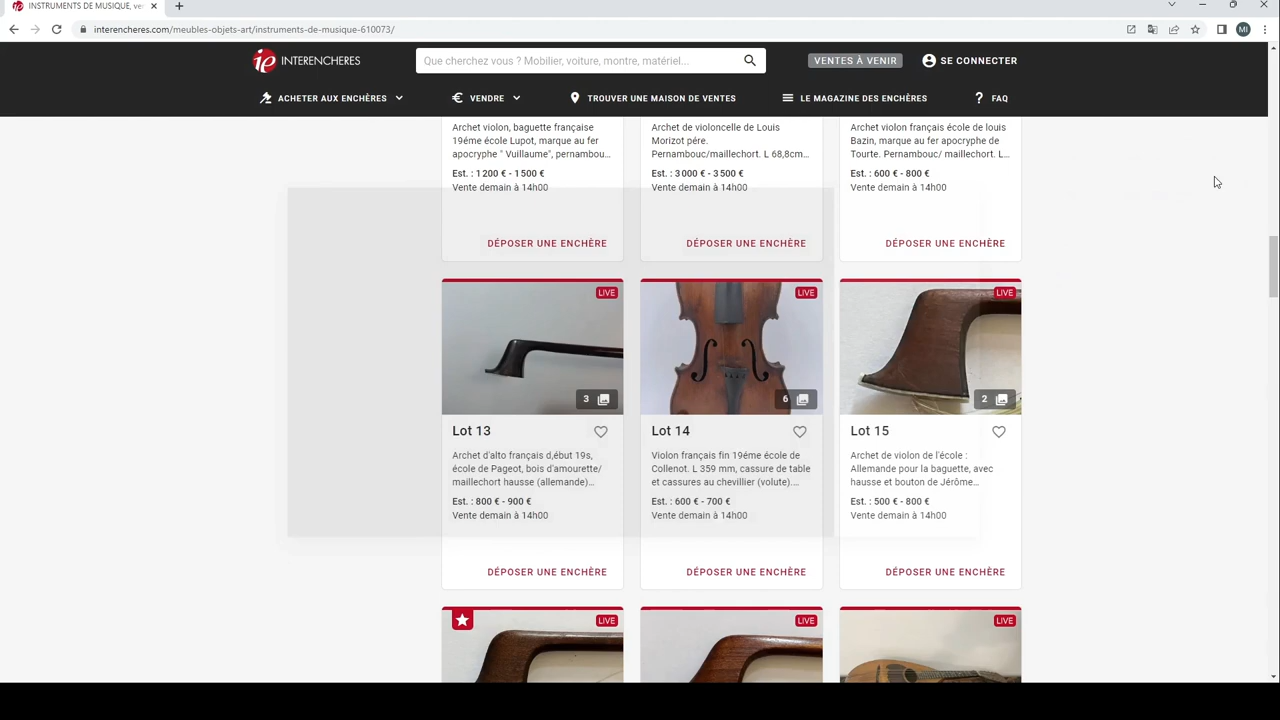 INSTRUMENTS DE MUSIQUE, ve
interencheres.com/meubles-objets-art/instruments-de-musique-610073/
MI
ie INTERENCHERES
Que cherchez vous ? Mobilier, voiture, montre, matériel...
VENTES À VENIR
SE CONNECTER
ACHETER AUX ENCHÈRES
VENDRE
TROUVER UNE MAISON DE VENTES
LE MAGAZINE DES ENCHÈRES
FAQ
Archet violon, baguette française
19éme école Lupot, marque au fer
apocryphe " Vuillaume", pernambou...
Est. : 1 200 € - 1 500 €
Vente demain à 14h00
DÉPOSER UNE ENCHÈRE
Archet de violoncelle de Louis
Morizot pére.
Pernambouc/maillechort. L 68,8cm...
Est. : 3 000 € - 3 500 €
Vente demain à 14h00
DÉPOSER UNE ENCHÈRE
Archet violon français école de louis
Bazin, marque au fer apocryphe de
Tourte. Pernambouc/ maillechort. L...
Est. : 600 € - 800 €
Vente demain à 14h00
DÉPOSER UNE ENCHÈRE
LIVE
3
Lot 13
Archet d'alto français d,ébut 19s,
école de Pageot, bois d'amourette/
maillechort hausse (allemande)...
Est. : 800 € - 900 €
Vente demain à 14h00
DÉPOSER UNE ENCHÈRE
LIVE
6
Lot 14
Violon français fin 19éme école de
Collenot. L 359 mm, cassure de table
et cassures au chevillier (volute)....
Est. : 600 € - 700 €
Vente demain à 14h00
DÉPOSER UNE ENCHÈRE
LIVE
2
Lot 15
Archet de violon de l'école :
Allemande pour la baguette, avec
hausse et bouton de Jérôme...
Est. : 500 € - 800 €
Vente demain à 14h00
DÉPOSER UNE ENCHÈRE
LIVE
LIVE
LIVE